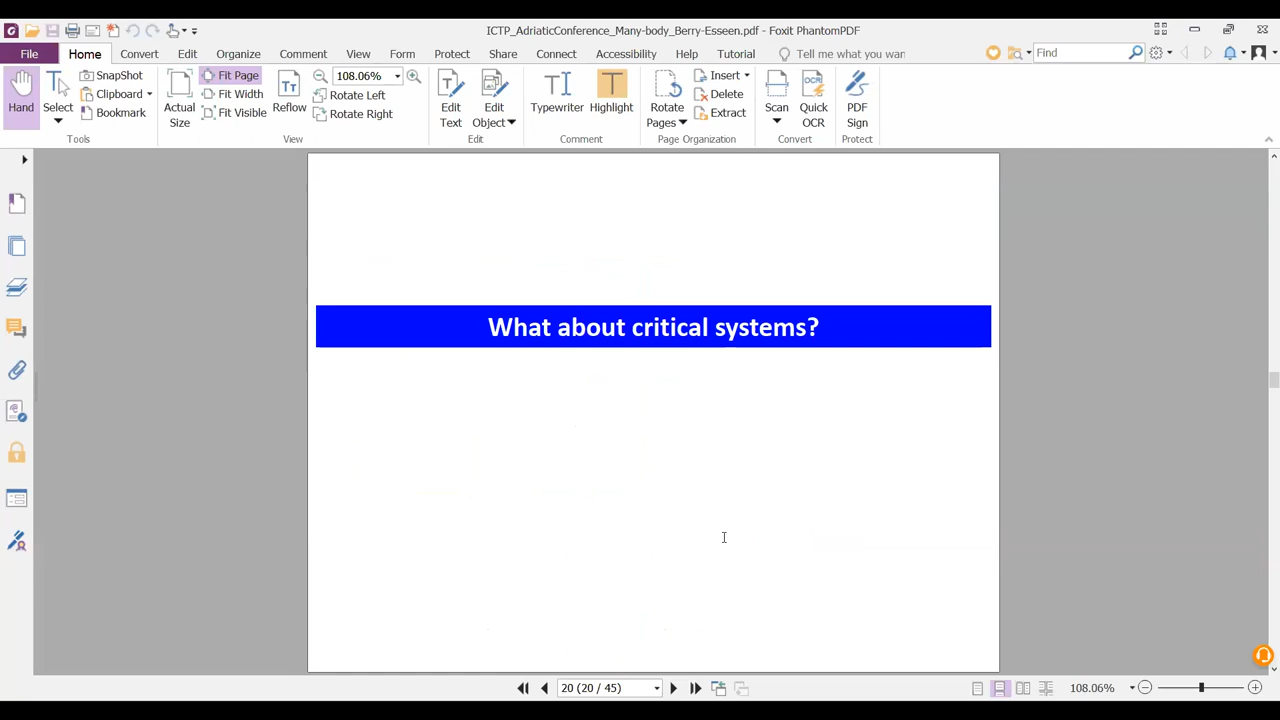 ICTP_AdriaticConference_Many-body_Berry-Esseen.pdf - Foxit PhantomPDF
File Home Convert Edit Organize Comment View Form Protect Share Connect Accessibility Help Tutorial Tell me what you want Find
Hand
Select
SnapShot
Clipboard
Bookmark
Tools
Actual Size
Fit Page
Fit Width
Fit Visible
Reflow
108.06%
Rotate Left
Rotate Right
View
Edit Text
Edit Object
Edit
Typewriter
Highlight
Comment
Rotate Pages
Insert
Delete
Extract
Page Organization
Scan
Quick OCR
Convert
PDF Sign
Protect
What about critical systems?
20 (20 / 45)
108.06%